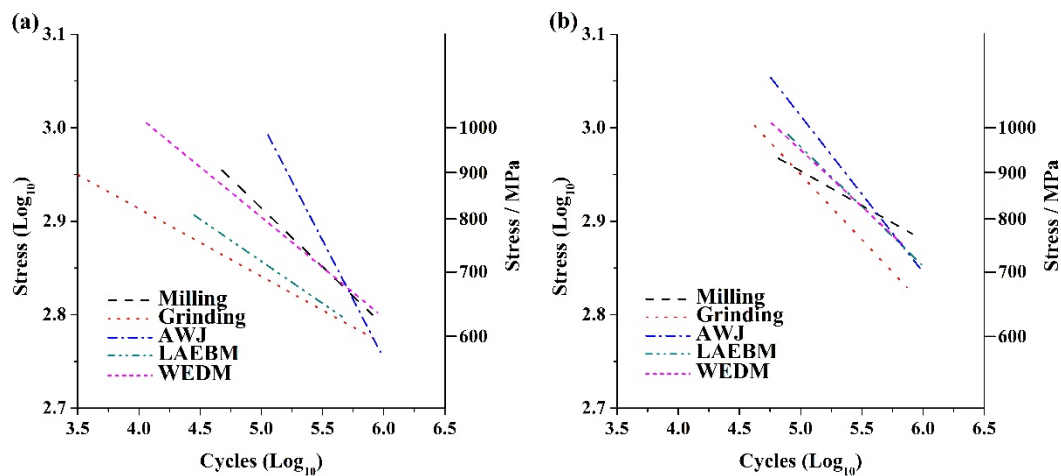 (a)
3.1
3.0
2.9
2.8
2.7
Stress (Log10)
1000
900
800
700
600
Stress / MPa
Milling
Grinding
AWJ
LAEBM
WEDM
3.5 4.0 4.5 5.0 5.5 6.0 6.5
Cycles (Log10)
(b)
3.1
3.0
2.9
2.8
2.7
Stress (Log10)
1000
900
800
700
600
Stress / MPa
Milling
Grinding
AWJ
LAEBM
WEDM
3.5 4.0 4.5 5.0 5.5 6.0 6.5
Cycles (Log10)